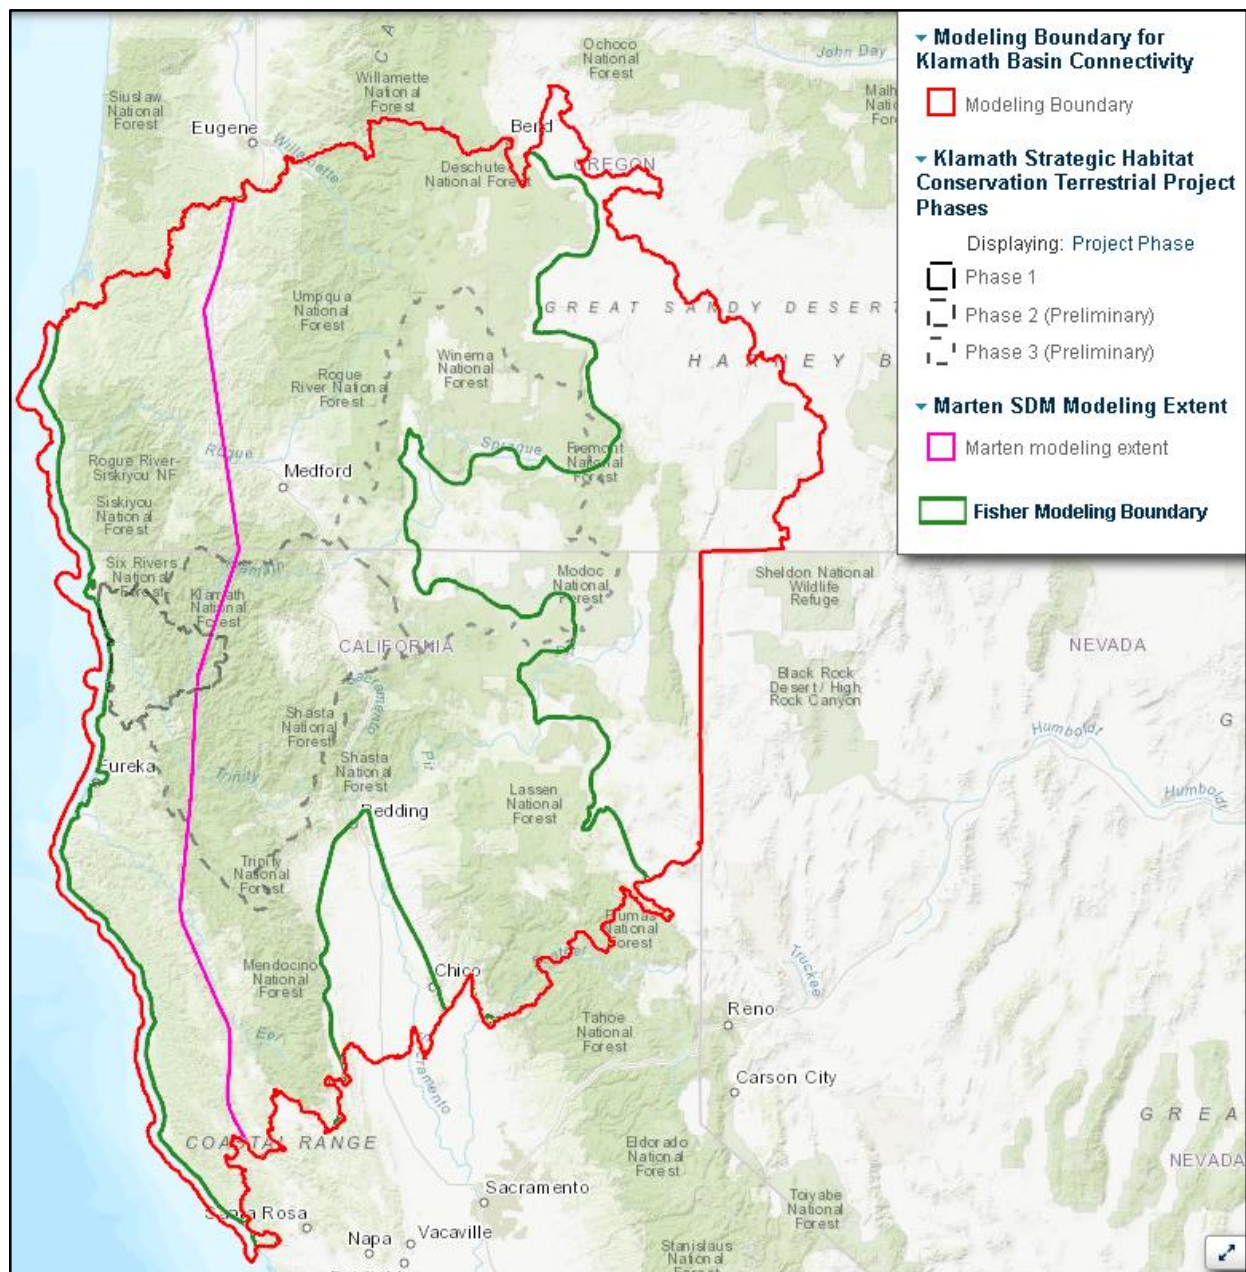 Modeling Boundary for
Klamath Basin Connectivity
Modeling Boundary
Klamath Strategic Habitat
Conservation Terrestrial Project
Phases
Displaying: Project Phase
Phase 1
Phase 2 (Preliminary)
Phase 3 (Preliminary)
Marten SDM Modeling Extent
Marten modeling extent
Fisher Modeling Boundary
C A
Ochoco
National
Forest
John Day
Willamette
National
Forest
Siuslaw
National
Forest
Eugene
Bend
Willamette
Deschutes
National Forest
OREGON
Umpqua
National
Forest
GREAT SANDY DESERT
HARNEY B
Winema
National
Forest
Rogue
River National
Forest
Rogue
Sprague
Fremont
National
Forest
Rogue River-
Siskiyou NF
Medford
Siskiyou
National
Forest
Six Rivers
National
Forest
Klamath
Klamath
National
Forest
Modoc
National
Forest
Sheldon National
Wildlife
Refuge
CALIFORNIA
Pit
NEVADA
Black Rock
Desert / High
Rock Canyon
Sacramento
Shasta
National
Forest
G
Humboldt
Shasta
National
Forest
Pit
Eureka
Trinity
Lassen
National
Forest
Humboldt
Redding
Trinity
National
Forest
Plumas
National
Forest
Feather
Mendocino
National
Forest
Chico
Truckee
Reno
Tahoe
National
Forest
Eel
Sacramento
Carson City
COASTAL RANGE
G R E A
Eldorado
National
Forest
NEVADA
Sacramento
Toiyabe
National
Forest
Santa Rosa
Vacaville
Napa
Stanislaus
National
Forest